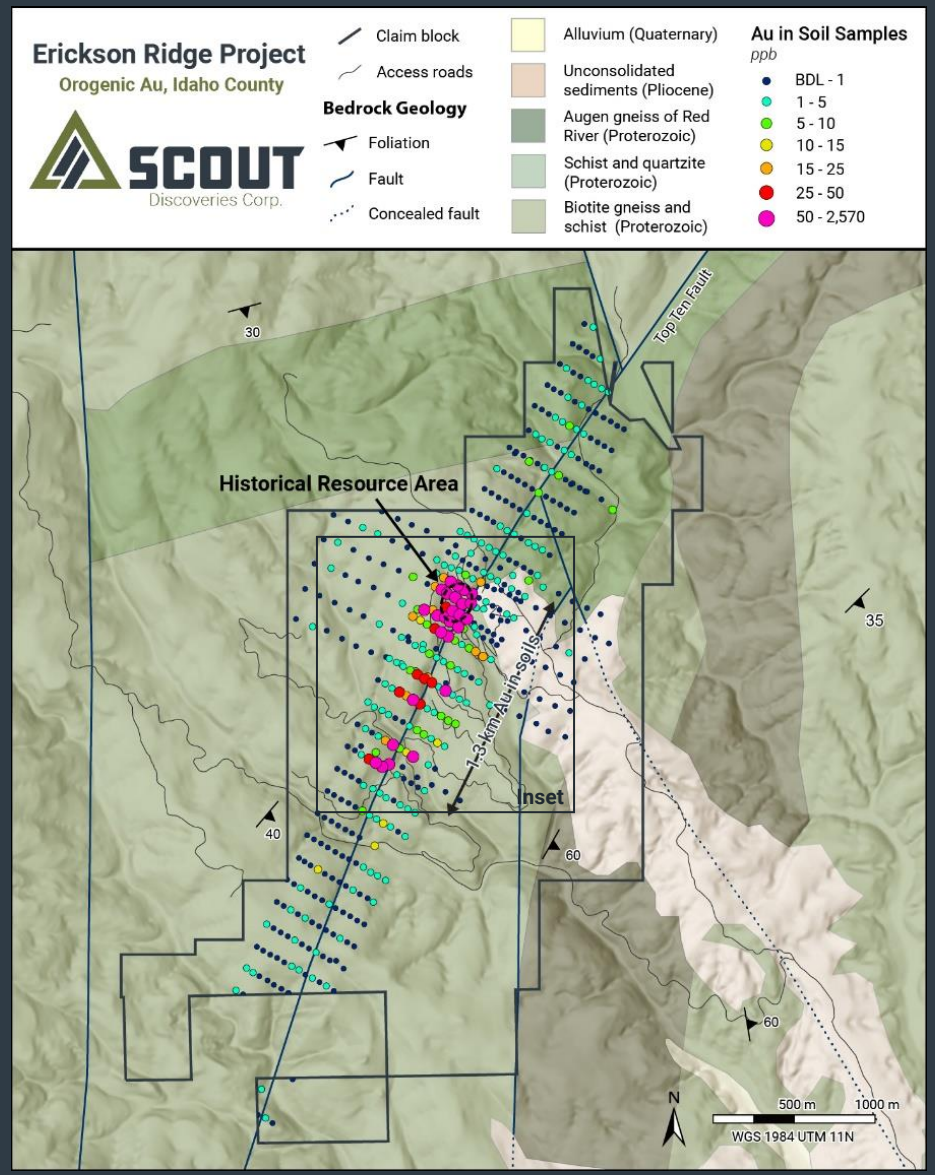 Erickson Ridge Project
Orogenic Au, Idaho County
SCOUT
Discoveries Corp.
Claim block
Access roads
Bedrock Geology
Foliation
Fault
Concealed fault
Alluvium (Quaternary)
Unconsolidated
sediments (Pliocene)
Augen gneiss of Red
River (Proterozoic)
Schist and quartzite
(Proterozoic)
Biotite gneiss and
schist (Proterozoic)
Au in Soil Samples
ppb
BDL - 1
1 - 5
5 - 10
10 - 15
15 - 25
25 - 50
50 - 2,570
Top Ten Fault
30
Historical Resource Area
35
1.3 km Au in soils
Inset
40
60
60
N
500 m
1000 m
WGS 1984 UTM 11N